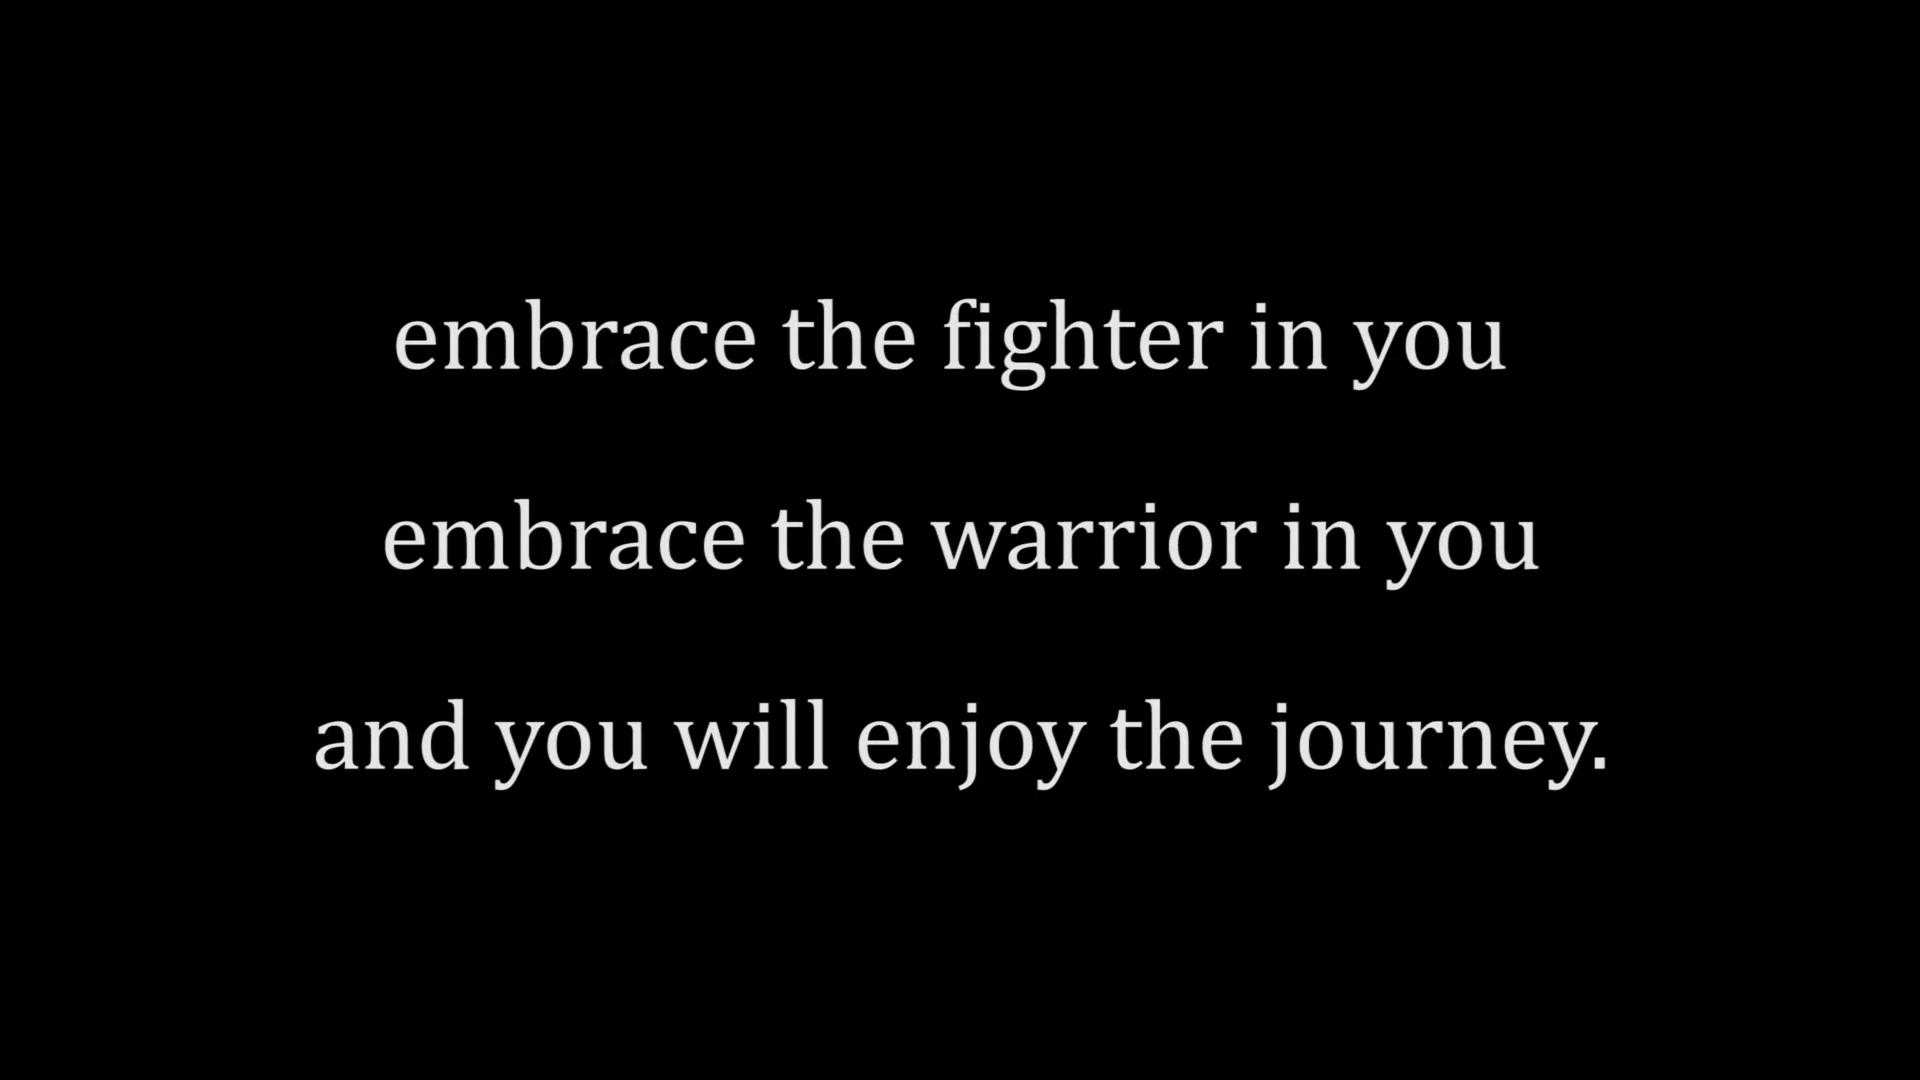 embrace the fighter in you
embrace the warrior in you
and you will enjoy the journey.